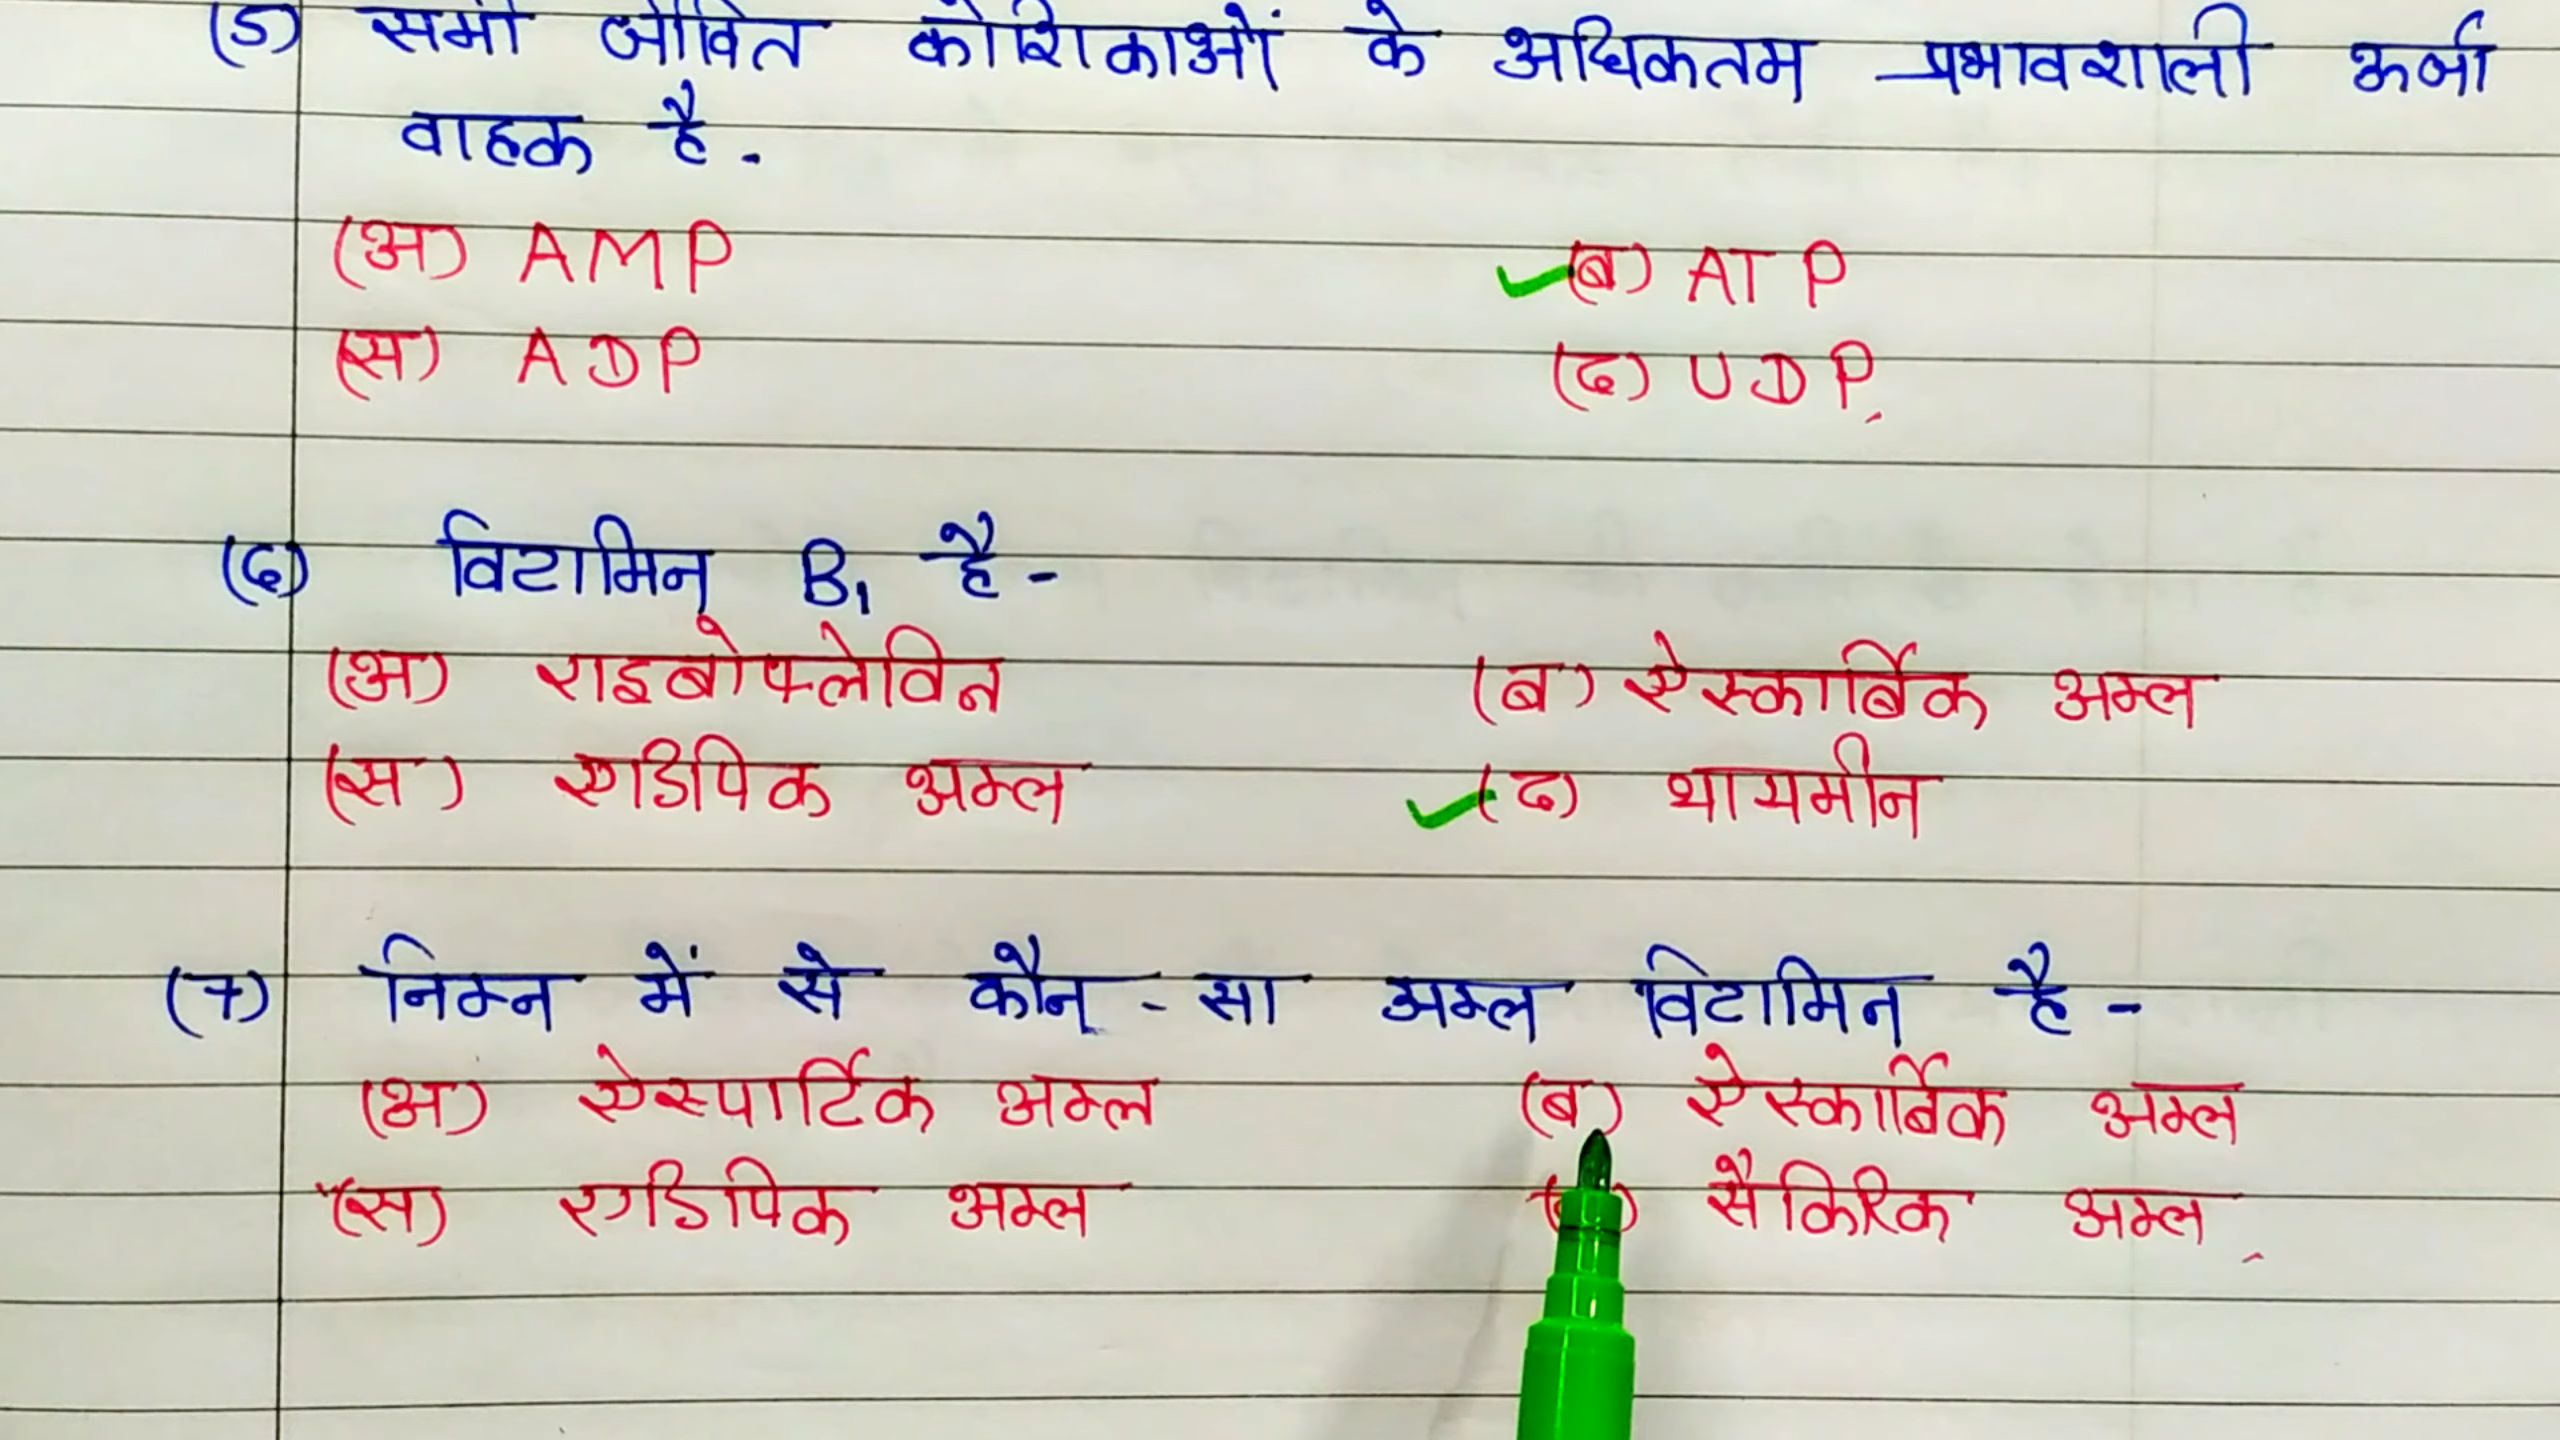 (5) सभी जीवित कोशिकाओं के अधिकतम प्रभावशाली ऊर्जा
वाहक है.
(अ) AMP (ब) ATP
(स) ADP (द) UDP,
(6) विटामिन B₁ है-
(अ) राइबोफ्लेविन (ब) ऐस्कार्बिक अम्ल
(स) एडिपिक अम्ल (द) थायमीन
(7) निम्न में से कौन - सा अम्ल विटामिन है -
(अ) ऐस्पार्टिक अम्ल (ब) ऐस्कार्बिक अम्ल
(स) एडिपिक अम्ल सैकेरिक अम्ल